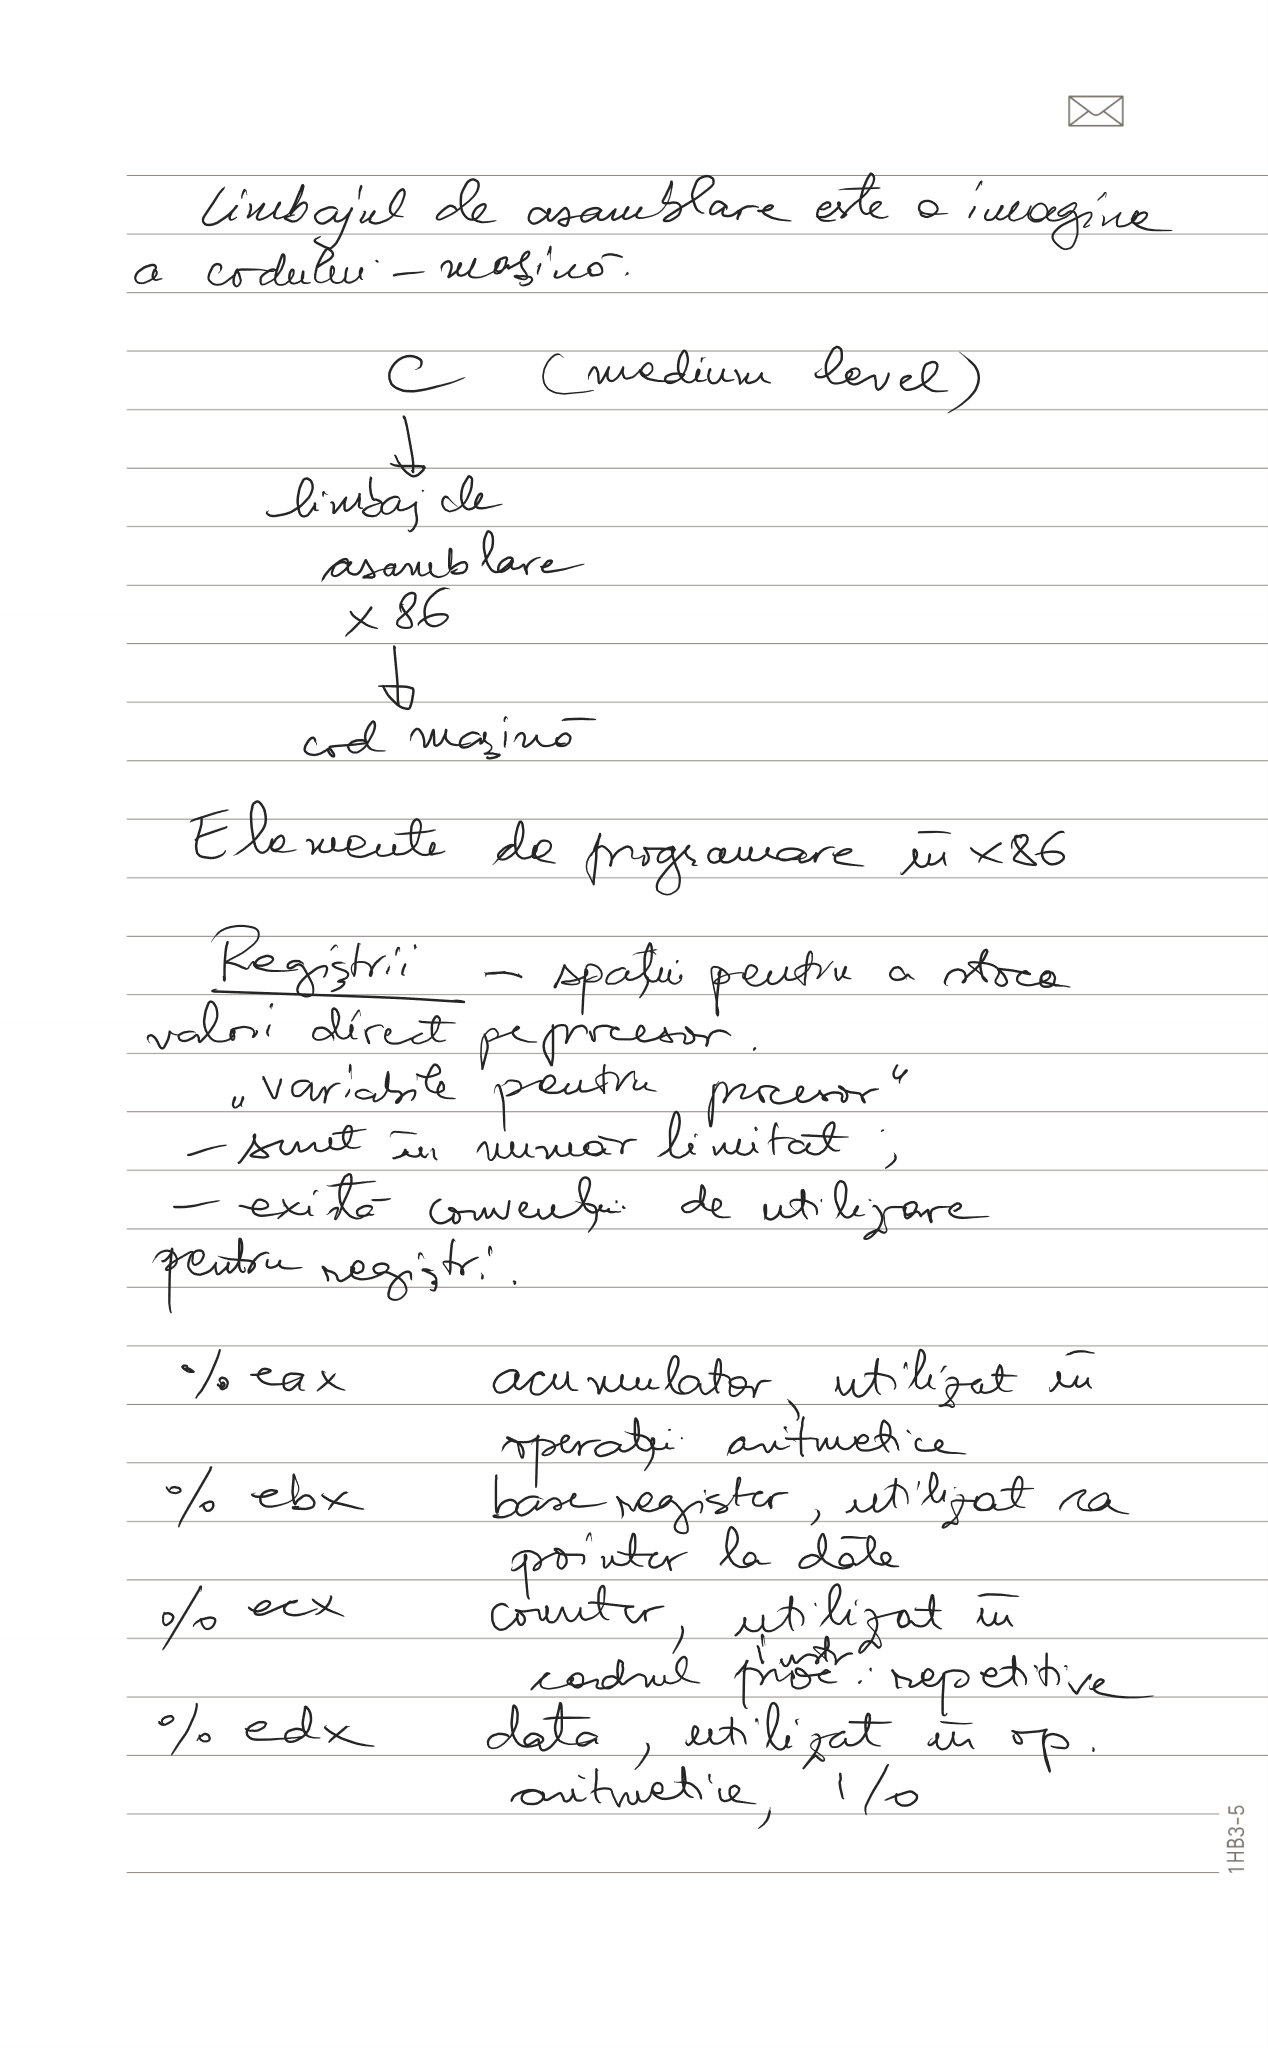 Limbajul de asamblare este o imagine
a codului - mașină.
C (medium level)
limbaj de
asamblare
x86
cod mașină
Elemente de programare în x86
Regiștrii - spații pentru a stoca
valori direct pe procesor.
„variabile pentru procesor“
- sunt în număr limitat;
- există convenții de utilizare
pentru regiștri.
% eax acumulator, utilizat în
operații aritmetice
% ebx base register, utilizat ca
pointer la date
% ecx counter, utilizat în
instr
cadrul proc. repetitive
% edx data, utilizat în op.
aritmetice, I/O
1HB3-5